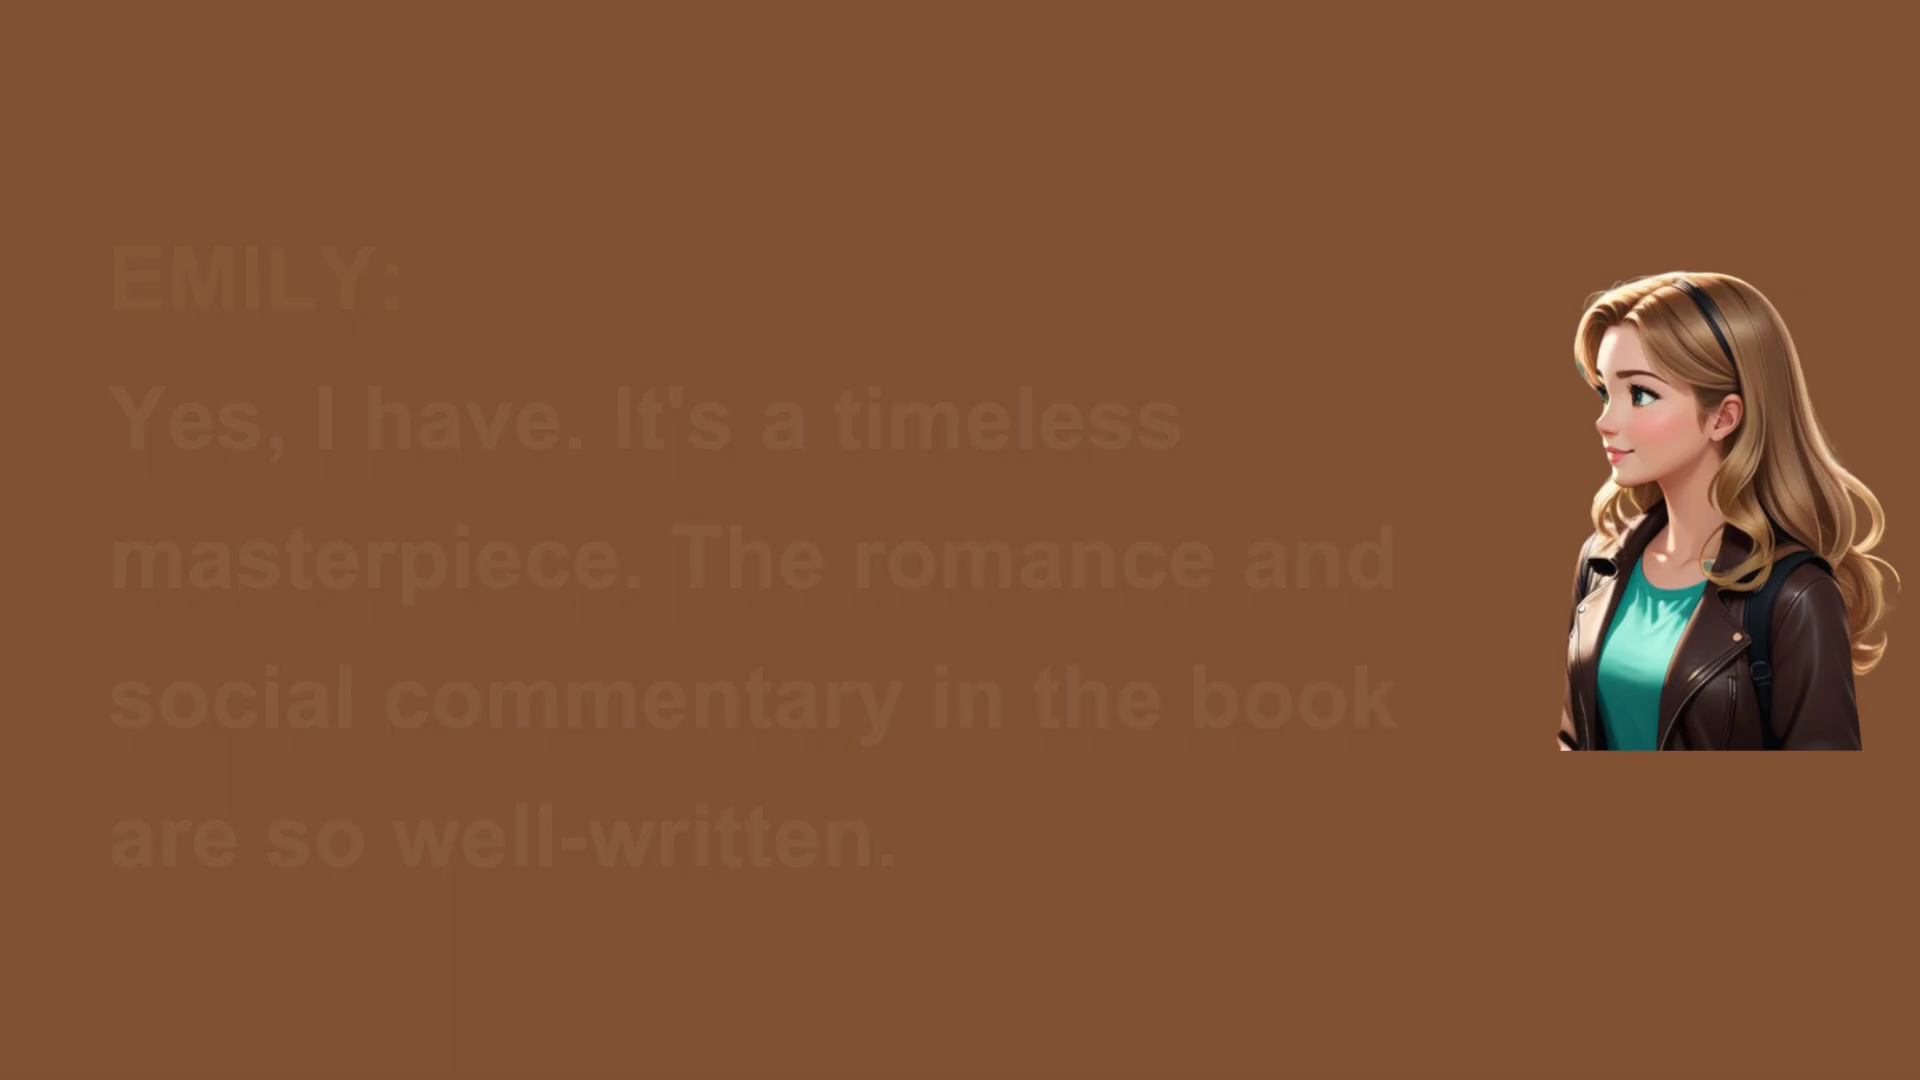 EMILY:
Yes, I have. It's a timeless
masterpiece. The romance and
social commentary in the book
are so well-written.